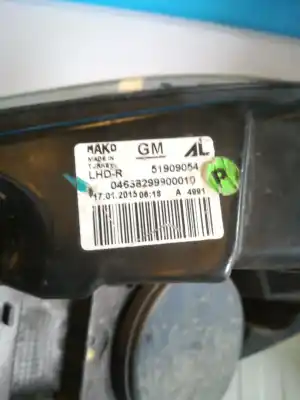 MAKO GM AL
MADE IN
TURKEY
LHD-R 51909054
04638299900010
17.01.2015 06:18 A 4991
R